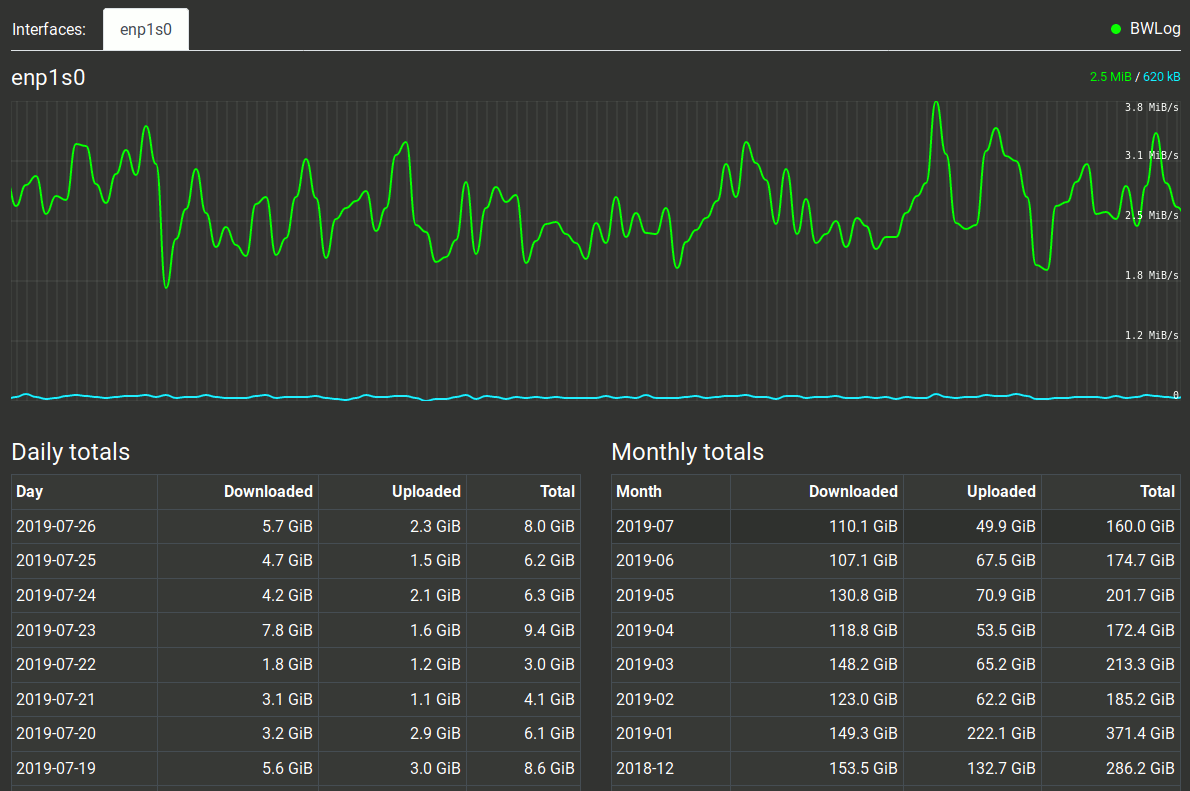 Interfaces: enp1s0 BWLog
enp1s0 2.5 MiB / 620 kB
3.8 MiB/s
3.1 MiB/s
2.5 MiB/s
1.8 MiB/s
1.2 MiB/s
0
Daily totals
Day Downloaded Uploaded Total
2019-07-26 5.7 GiB 2.3 GiB 8.0 GiB
2019-07-25 4.7 GiB 1.5 GiB 6.2 GiB
2019-07-24 4.2 GiB 2.1 GiB 6.3 GiB
2019-07-23 7.8 GiB 1.6 GiB 9.4 GiB
2019-07-22 1.8 GiB 1.2 GiB 3.0 GiB
2019-07-21 3.1 GiB 1.1 GiB 4.1 GiB
2019-07-20 3.2 GiB 2.9 GiB 6.1 GiB
2019-07-19 5.6 GiB 3.0 GiB 8.6 GiB
Monthly totals
Month Downloaded Uploaded Total
2019-07 110.1 GiB 49.9 GiB 160.0 GiB
2019-06 107.1 GiB 67.5 GiB 174.7 GiB
2019-05 130.8 GiB 70.9 GiB 201.7 GiB
2019-04 118.8 GiB 53.5 GiB 172.4 GiB
2019-03 148.2 GiB 65.2 GiB 213.3 GiB
2019-02 123.0 GiB 62.2 GiB 185.2 GiB
2019-01 149.3 GiB 222.1 GiB 371.4 GiB
2018-12 153.5 GiB 132.7 GiB 286.2 GiB